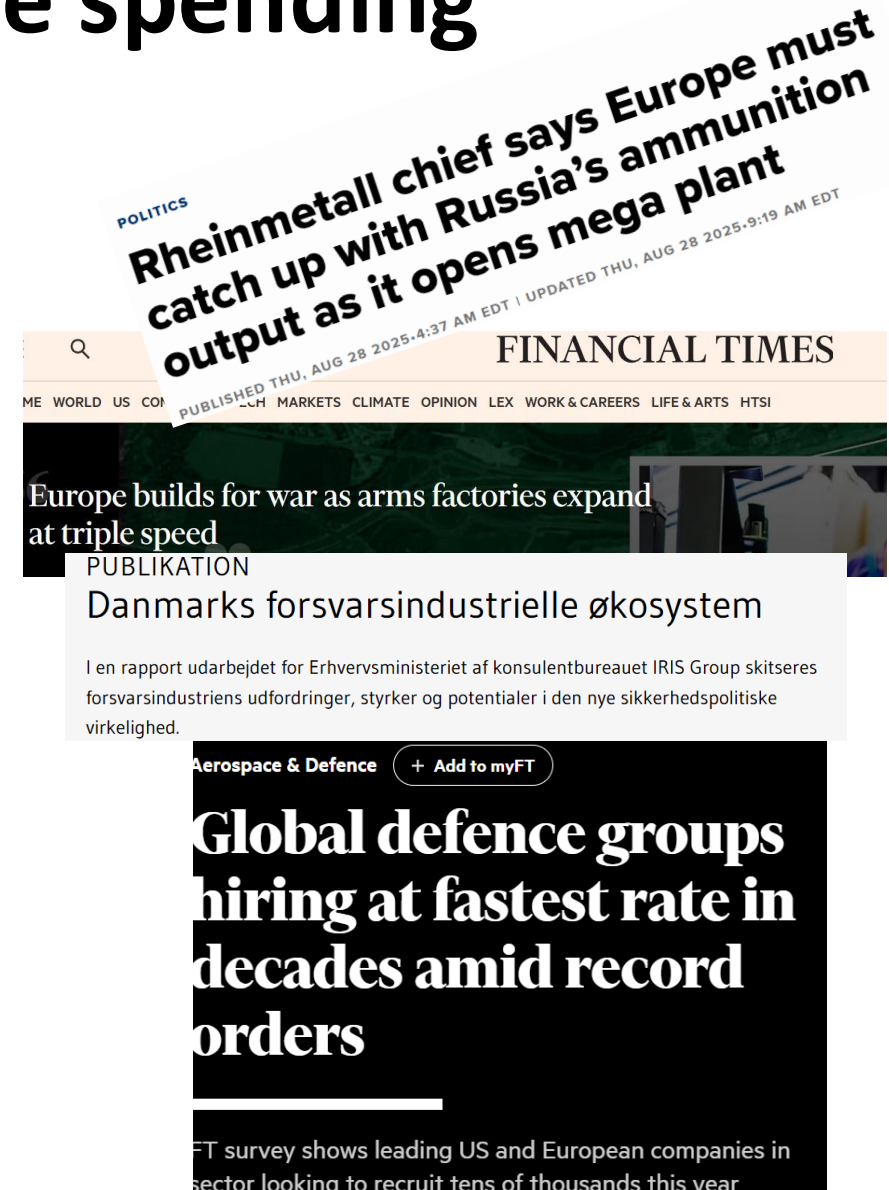 e spending
POLITICS
Rheinmetall chief says Europe must
catch up with Russia's ammunition
output as it opens mega plant
PUBLISHED THU, AUG 28 2025•4:37 AM EDT | UPDATED THU, AUG 28 2025•9:19 AM EDT
FINANCIAL TIMES
ME WORLD US COM ECH MARKETS CLIMATE OPINION LEX WORK & CAREERS LIFE & ARTS HTSI
Europe builds for war as arms factories expand
at triple speed
PUBLIKATION
Danmarks forsvarsindustrielle økosystem
I en rapport udarbejdet for Erhvervsministeriet af konsulentbureauet IRIS Group skitseres
forsvarsindustriens udfordringer, styrker og potentialer i den nye sikkerhedspolitiske
virkelighed.
Aerospace & Defence + Add to myFT
Global defence groups
hiring at fastest rate in
decades amid record
orders
FT survey shows leading US and European companies in
sector looking to recruit tens of thousands this year